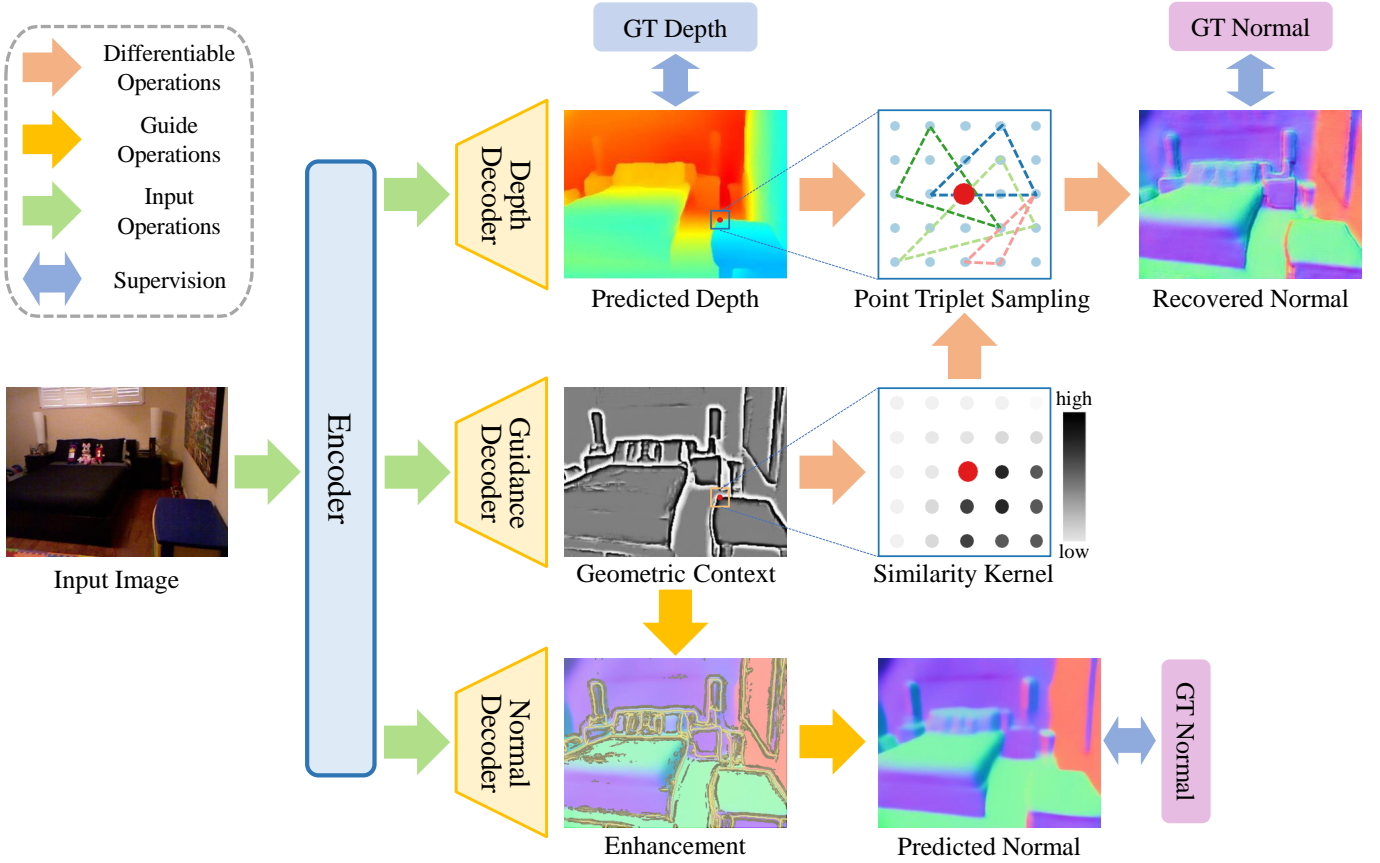 Differentiable
Operations
Guide
Operations
Input
Operations
Supervision
GT Depth
GT Normal
Depth
Decoder
Predicted Depth
Point Triplet Sampling
Recovered Normal
Encoder
Input Image
Guidance
Decoder
Geometric Context
high
low
Similarity Kernel
Normal
Decoder
Enhancement
Predicted Normal
GT Normal